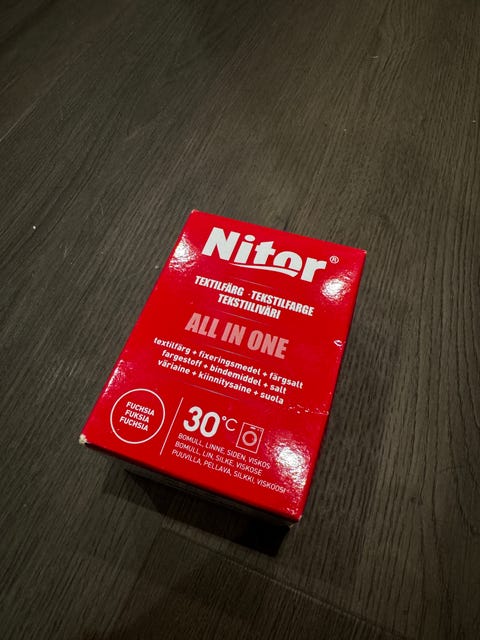 Nitor®
TEXTILFÄRG - TEKSTILFARGE
TEKSTIILIVÄRI
ALL IN ONE
textilfärg + fixeringsmedel + färgsalt
fargestoff + bindemiddel + salt
väriaine + kiinnitysaine + suola
FUCHSIA
FUKSIA
FUCHSIA
30°C
BOMULL, LINNE, SIDEN, VISKOS
BOMULL, LIN, SILKE, VISKOSE
PUUVILLA, PELLAVA, SILKKI, VISKOOSI